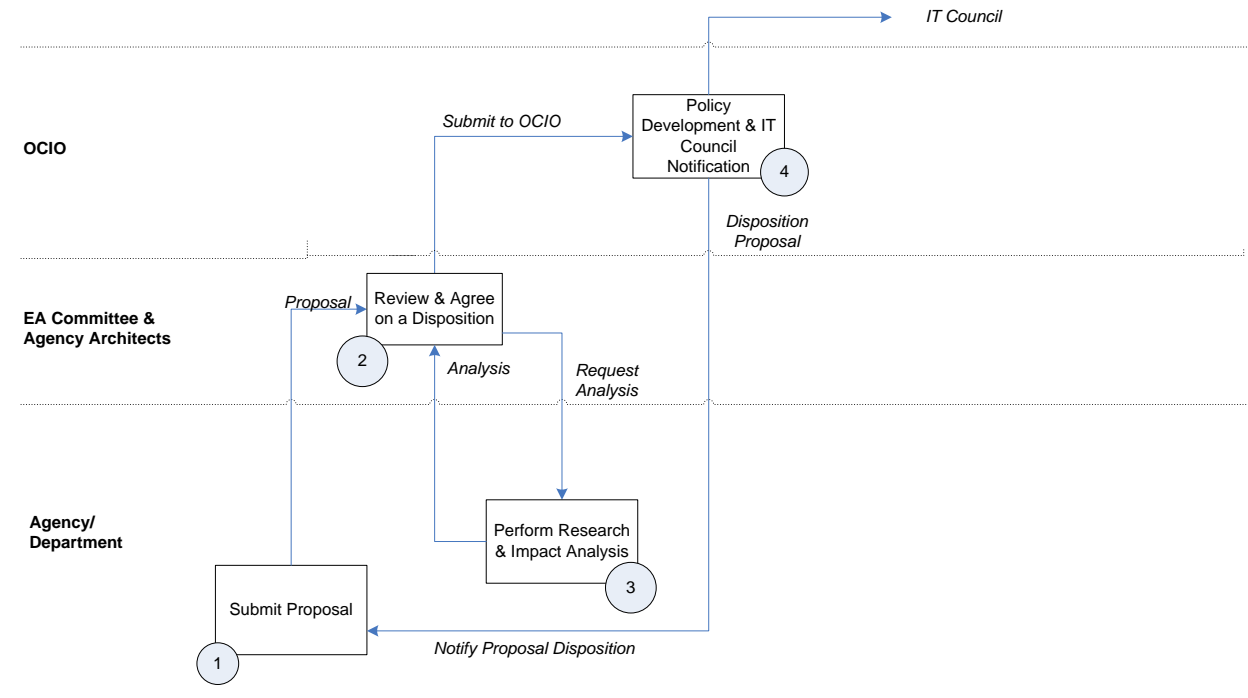 IT Council
Policy
Development & IT
Council
Notification
4
Submit to OCIO
OCIO
Disposition
Proposal
EA Committee &
Agency Architects
Proposal
Review & Agree
on a Disposition
2
Analysis
Request
Analysis
Agency/
Department
Perform Research
& Impact Analysis
3
Submit Proposal
1
Notify Proposal Disposition